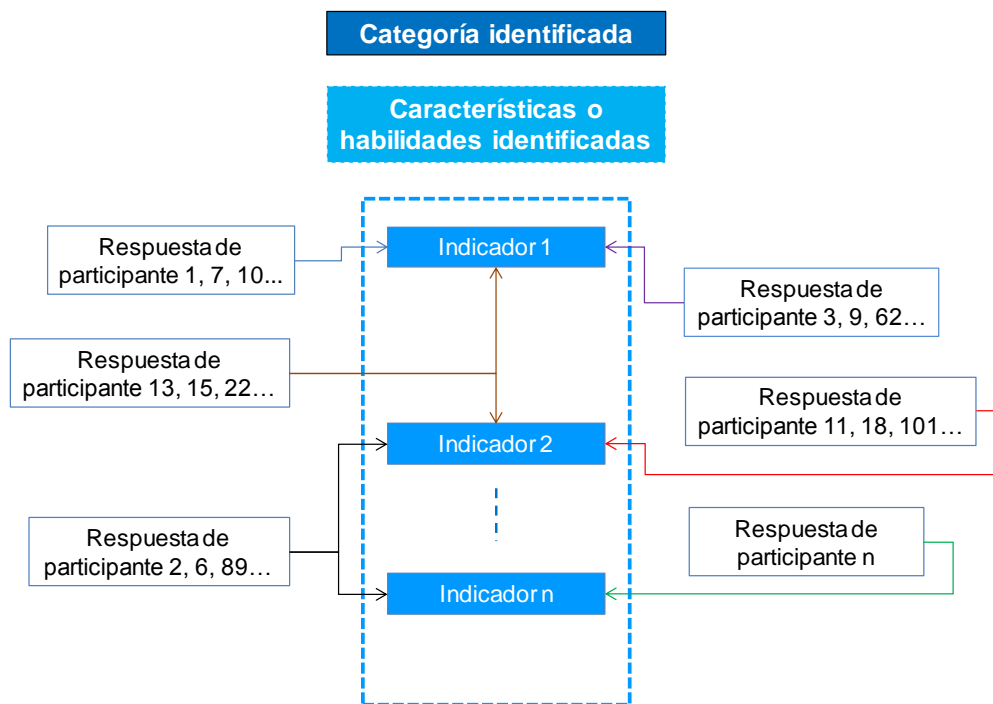 Categoría identificada
Características o
habilidades identificadas
Respuesta de
participante 1, 7, 10...
Indicador 1
Respuesta de
participante 3, 9, 62…
Respuesta de
participante 13, 15, 22…
Respuesta de
participante 11, 18, 101…
Indicador 2
Respuesta de
participante 2, 6, 89…
Respuesta de
participante n
Indicador n